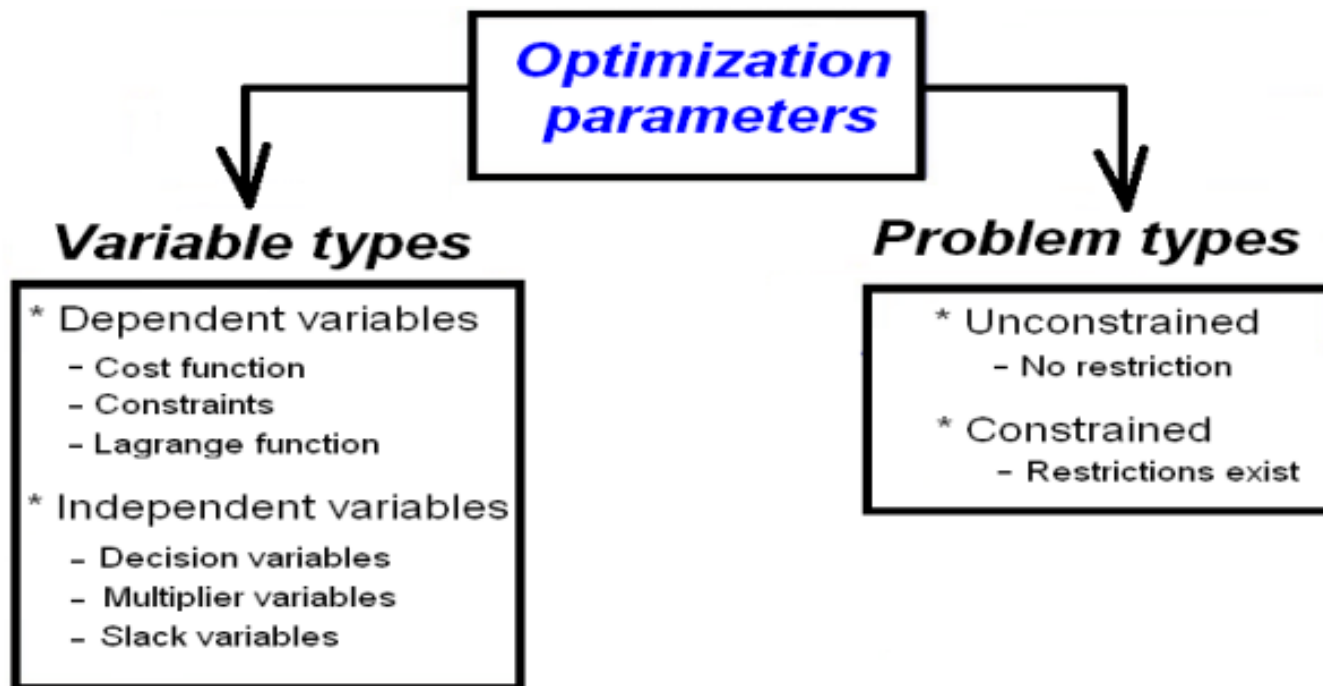 Optimization
parameters
Variable types
* Dependent variables
- Cost function
- Constraints
- Lagrange function
* Independent variables
- Decision variables
- Multiplier variables
- Slack variables
Problem types
* Unconstrained
- No restriction
* Constrained
- Restrictions exist